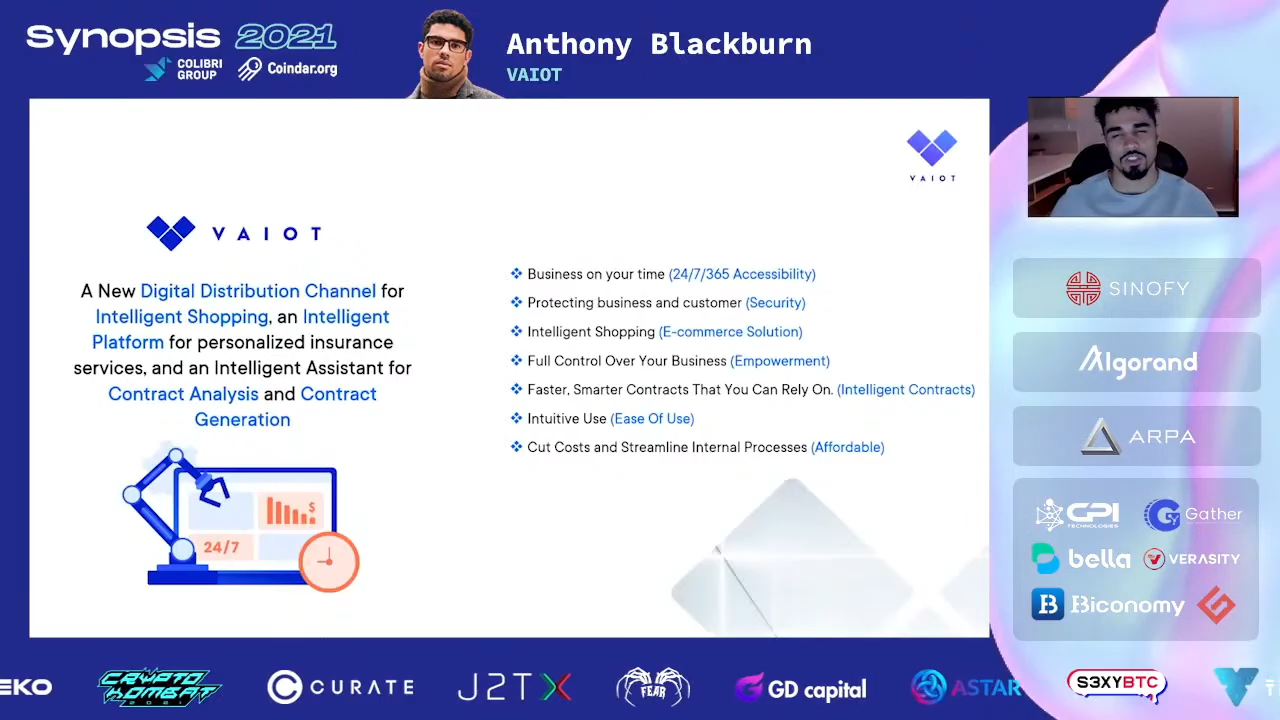 Synopsis 2021
COLIBRI
GROUP
Coindar.org
Anthony Blackburn
VAIOT
VAIOT
VAIOT
A New Digital Distribution Channel for
Intelligent Shopping, an Intelligent
Platform for personalized insurance
services, and an Intelligent Assistant for
Contract Analysis and Contract
Generation
24/7
$
Business on your time (24/7/365 Accessibility)
Protecting business and customer (Security)
Intelligent Shopping (E-commerce Solution)
Full Control Over Your Business (Empowerment)
Faster, Smarter Contracts That You Can Rely On. (Intelligent Contracts)
Intuitive Use (Ease Of Use)
Cut Costs and Streamline Internal Processes (Affordable)
SINOFY
Algorand
ARPA
CPI
TECHNOLOGIES
Gather
bella
VERASITY
B Biconomy
EKO
CRYPTO
KOMBAT
2021
CURATE
J2TX
FEAR
GD capital
ASTAR
S3XYBTC
T